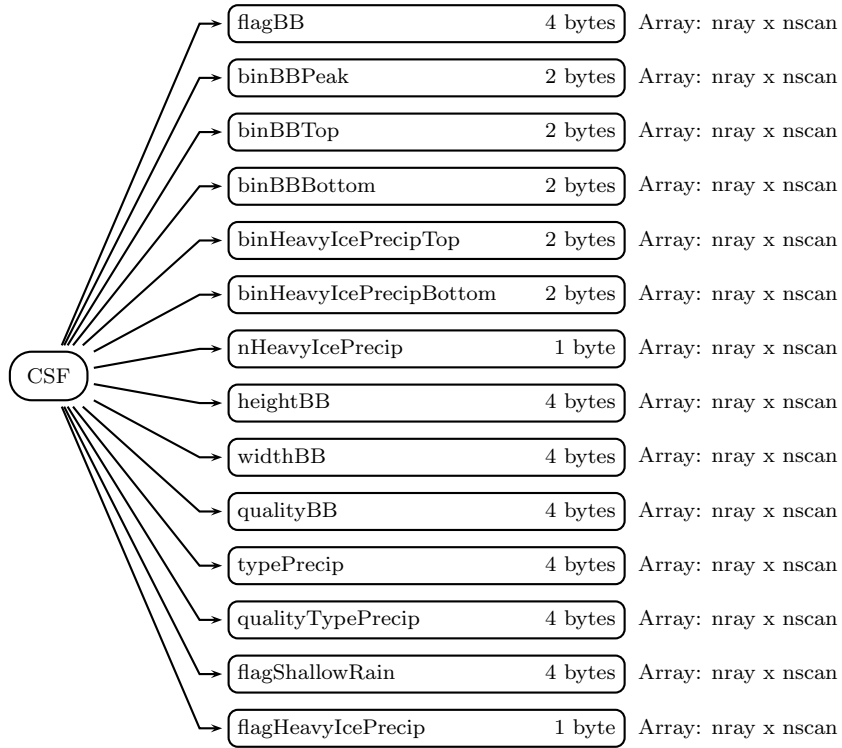 flagBB 4 bytes Array: nray x nscan
binBBPeak 2 bytes Array: nray x nscan
binBBTop 2 bytes Array: nray x nscan
binBBBottom 2 bytes Array: nray x nscan
binHeavyIcePrecipTop 2 bytes Array: nray x nscan
binHeavyIcePrecipBottom 2 bytes Array: nray x nscan
nHeavyIcePrecip 1 byte Array: nray x nscan
CSF
heightBB 4 bytes Array: nray x nscan
widthBB 4 bytes Array: nray x nscan
qualityBB 4 bytes Array: nray x nscan
typePrecip 4 bytes Array: nray x nscan
qualityTypePrecip 4 bytes Array: nray x nscan
flagShallowRain 4 bytes Array: nray x nscan
flagHeavyIcePrecip 1 byte Array: nray x nscan